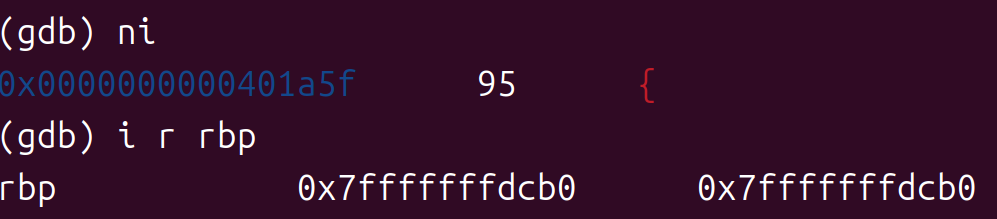 (gdb) ni
0x0000000000401a5f 95 {
(gdb) i r rbp
rbp 0x7fffffffdcb0 0x7fffffffdcb0